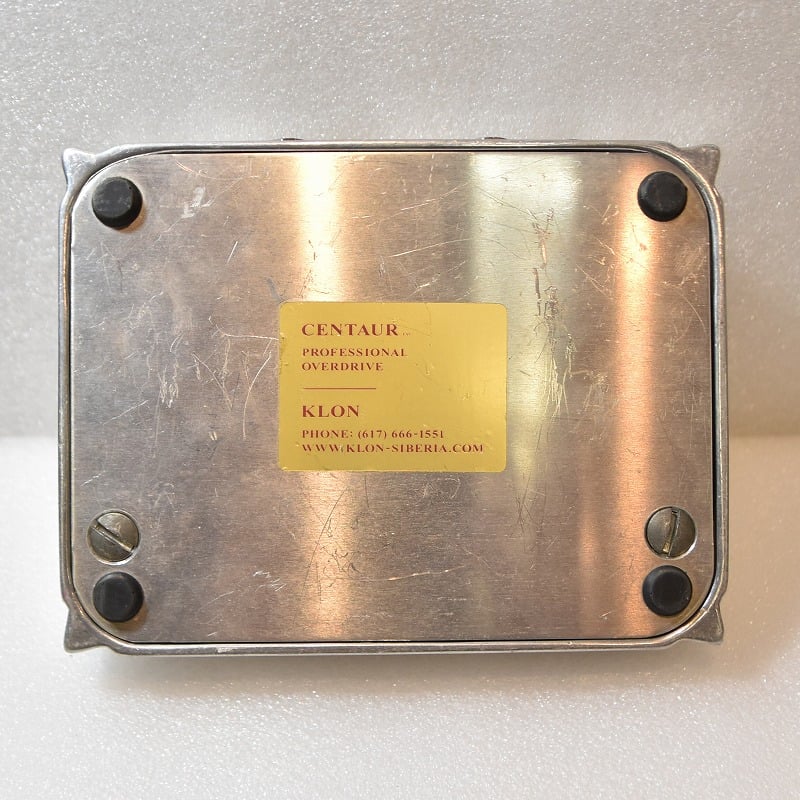 CENTAUR
PROFESSIONAL
OVERDRIVE
KLON
PHONE: (617) 666-1551
WWW.KLON-SIBERIA.COM